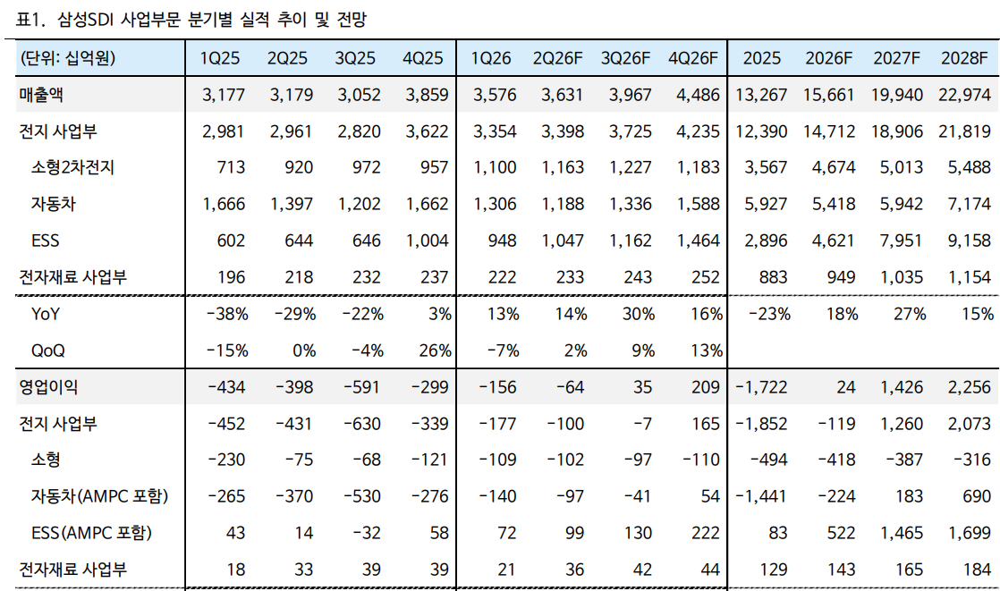 표1. 삼성SDI 사업부문 분기별 실적 추이 및 전망
(단위: 십억원) 1Q25 2Q25 3Q25 4Q25 1Q26 2Q26F 3Q26F 4Q26F 2025 2026F 2027F 2028F
매출액 3,177 3,179 3,052 3,859 3,576 3,631 3,967 4,486 13,267 15,661 19,940 22,974
전지 사업부 2,981 2,961 2,820 3,622 3,354 3,398 3,725 4,235 12,390 14,712 18,906 21,819
소형2차전지 713 920 972 957 1,100 1,163 1,227 1,183 3,567 4,674 5,013 5,488
자동차 1,666 1,397 1,202 1,662 1,306 1,188 1,336 1,588 5,927 5,418 5,942 7,174
ESS 602 644 646 1,004 948 1,047 1,162 1,464 2,896 4,621 7,951 9,158
전자재료 사업부 196 218 232 237 222 233 243 252 883 949 1,035 1,154
YoY -38% -29% -22% 3% 13% 14% 30% 16% -23% 18% 27% 15%
QoQ -15% 0% -4% 26% -7% 2% 9% 13%
영업이익 -434 -398 -591 -299 -156 -64 35 209 -1,722 24 1,426 2,256
전지 사업부 -452 -431 -630 -339 -177 -100 -7 165 -1,852 -119 1,260 2,073
소형 -230 -75 -68 -121 -109 -102 -97 -110 -494 -418 -387 -316
자동차(AMPC 포함) -265 -370 -530 -276 -140 -97 -41 54 -1,441 -224 183 690
ESS(AMPC 포함) 43 14 -32 58 72 99 130 222 83 522 1,465 1,699
전자재료 사업부 18 33 39 39 21 36 42 44 129 143 165 184